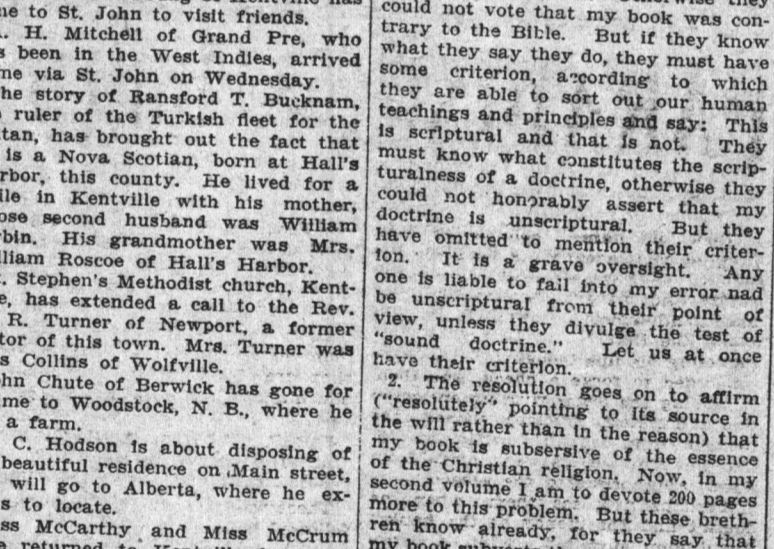 ne to St. John to visit friends.
. H. Mitchell of Grand Pre, who
s been in the West Indies, arrived
me via St. John on Wednesday.
he story of Ransford T. Bucknam,
ruler of the Turkish fleet for the
tan, has brought out the fact that
is a Nova Scotian, born at Hall's
rbor, this county. He lived for a
ile in Kentville with his mother,
ose second husband was William
bin. His grandmother was Mrs.
lliam Roscoe of Hall's Harbor.
. Stephen's Methodist church, Kent-
e, has extended a call to the Rev.
R. Turner of Newport, a former
tor of this town. Mrs. Turner was
s Collins of Wolfville.
hn Chute of Berwick has gone for
me to Woodstock, N. B., where he
a farm.
C. Hodson is about disposing of
beautiful residence on Main street,
will go to Alberta, where he ex-
s to locate.
ss McCarthy and Miss McCrum
could not vote that my book was con-
trary to the Bible. But if they know
what they say they do, they must have
some criterion, according to which
they are able to sort out our human
teachings and principles and say: This
is scriptural and that is not. They
must know what constitutes the scrip-
turalness of a doctrine, otherwise they
could not honorably assert that my
doctrine is unscriptural. But they
have omitted to mention their criter-
ion. It is a grave oversight. Any
one is liable to fail into my error nad
be unscriptural from their point of
view, unless they divulge the test of
"sound doctrine." Let us at once
have their criterion.
2. The resolution goes on to affirm
("resolutely" pointing to its source in
the will rather than in the reason) that
my book is subsersive of the essence
of the Christian religion. Now, in my
second volume I am to devote 200 pages
more to this problem. But these breth-
ren know already, for they say that